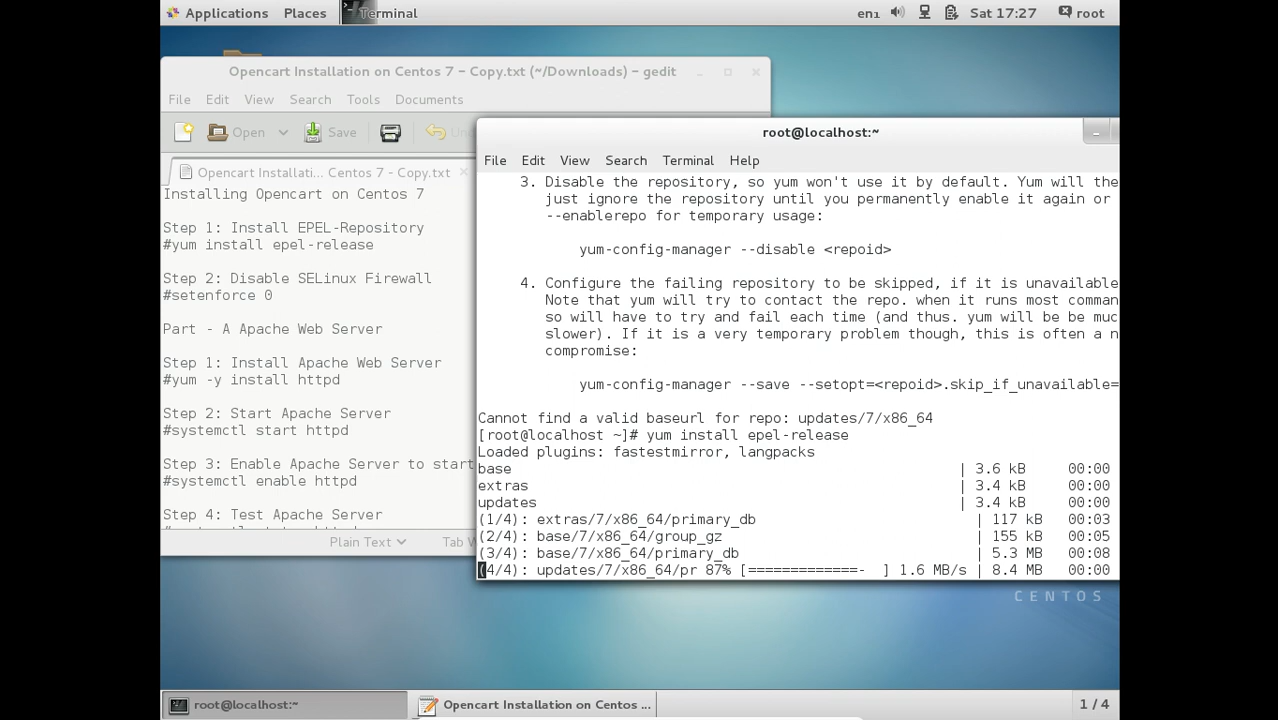 Applications Places Terminal en₁ Sat 17:27 root
Opencart Installation on Centos 7 – Copy.txt (~/Downloads) – gedit
File Edit View Search Tools Documents
Open Save
Opencart Installati... Centos 7 - Copy.txt
Installing Opencart on Centos 7
Step 1: Install EPEL-Repository
#yum install epel-release
Step 2: Disable SELinux Firewall
#setenforce 0
Part - A Apache Web Server
Step 1: Install Apache Web Server
#yum -y install httpd
Step 2: Start Apache Server
#systemctl start httpd
Step 3: Enable Apache Server to start
#systemctl enable httpd
Step 4: Test Apache Server
Plain Text Tab W
root@localhost:~
File Edit View Search Terminal Help
3. Disable the repository, so yum won't use it by default. Yum will the
just ignore the repository until you permanently enable it again or
--enablerepo for temporary usage:
yum-config-manager --disable <repoid>
4. Configure the failing repository to be skipped, if it is unavailable
Note that yum will try to contact the repo. when it runs most comman
so will have to try and fail each time (and thus. yum will be be muc
slower). If it is a very temporary problem though, this is often a n
compromise:
yum-config-manager --save --setopt=<repoid>.skip_if_unavailable=
Cannot find a valid baseurl for repo: updates/7/x86_64
[root@localhost ~]# yum install epel-release
Loaded plugins: fastestmirror, langpacks
base | 3.6 kB 00:00
extras | 3.4 kB 00:00
updates | 3.4 kB 00:00
(1/4): extras/7/x86_64/primary_db | 117 kB 00:03
(2/4): base/7/x86_64/group_gz | 155 kB 00:05
(3/4): base/7/x86_64/primary_db | 5.3 MB 00:08
(4/4): updates/7/x86_64/pr 87% [=============- ] 1.6 MB/s | 8.4 MB 00:00
CENTOS
root@localhost:~ Opencart Installation on Centos ... 1 / 4